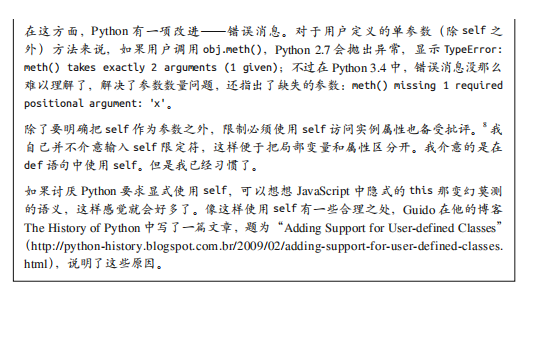 在这方面，Python 有一项改进——错误消息。对于用户定义的单参数（除 self 之
外）方法来说，如果用户调用 obj.meth()，Python 2.7 会抛出异常，显示 TypeError:
meth() takes exactly 2 arguments (1 given)；不过在 Python 3.4 中，错误消息没那么
难以理解了，解决了参数数量问题，还指出了缺失的参数：meth() missing 1 required
positional argument: 'x'。
除了要明确把 self 作为参数之外，限制必须使用 self 访问实例属性也备受批评。8 我
自己并不介意输入 self 限定符，这样便于把局部变量和属性区分开。我介意的是在
def 语句中使用 self。但是我已经习惯了。
如果讨厌 Python 要求显式使用 self，可以想想 JavaScript 中隐式的 this 那变幻莫测
的语义，这样感觉就会好多了。像这样使用 self 有一些合理之处，Guido 在他的博客
The History of Python 中写了一篇文章，题为“Adding Support for User-defined Classes”
(http://python-history.blogspot.com.br/2009/02/adding-support-for-user-defined-classes.
html)，说明了这些原因。